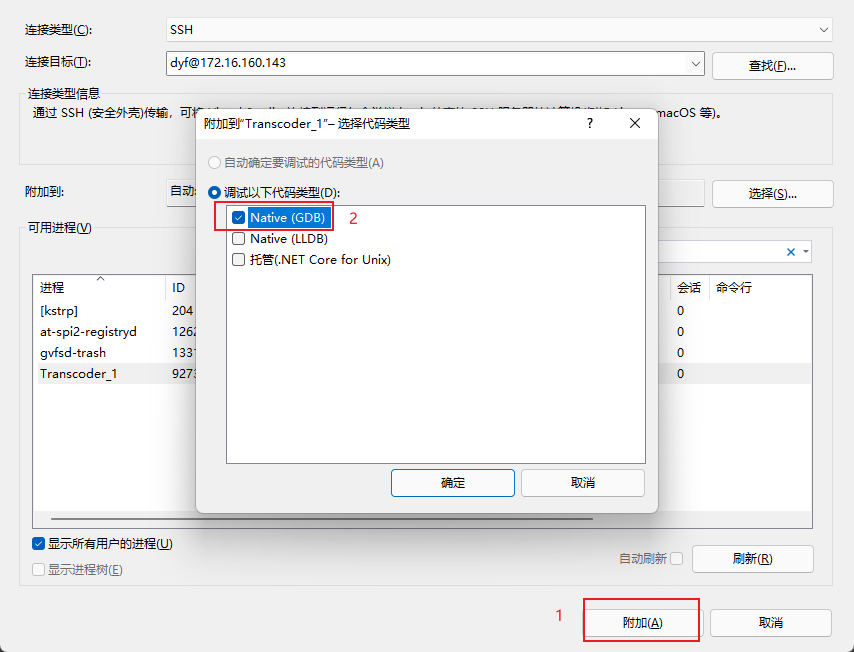 连接类型(C):
SSH
连接目标(T):
dyf@172.16.160.143
查找(F)...
连接类型信息
通过 SSH (安全外壳)传输，可将
macOS 等)。
附加到“Transcoder_1”– 选择代码类型
?
自动确定要调试的代码类型(A)
附加到:
自动:
调试以下代码类型(D):
选择(S)...
Native (GDB)
2
Native (LLDB)
托管(.NET Core for Unix)
可用进程(V)
进程
ID
会话
命令行
[kstrp]
204
0
at-spi2-registryd
1262
0
gvfsd-trash
1331
0
Transcoder_1
9273
0
确定
取消
显示所有用户的进程(U)
显示进程树(E)
自动刷新
刷新(R)
1
附加(A)
取消